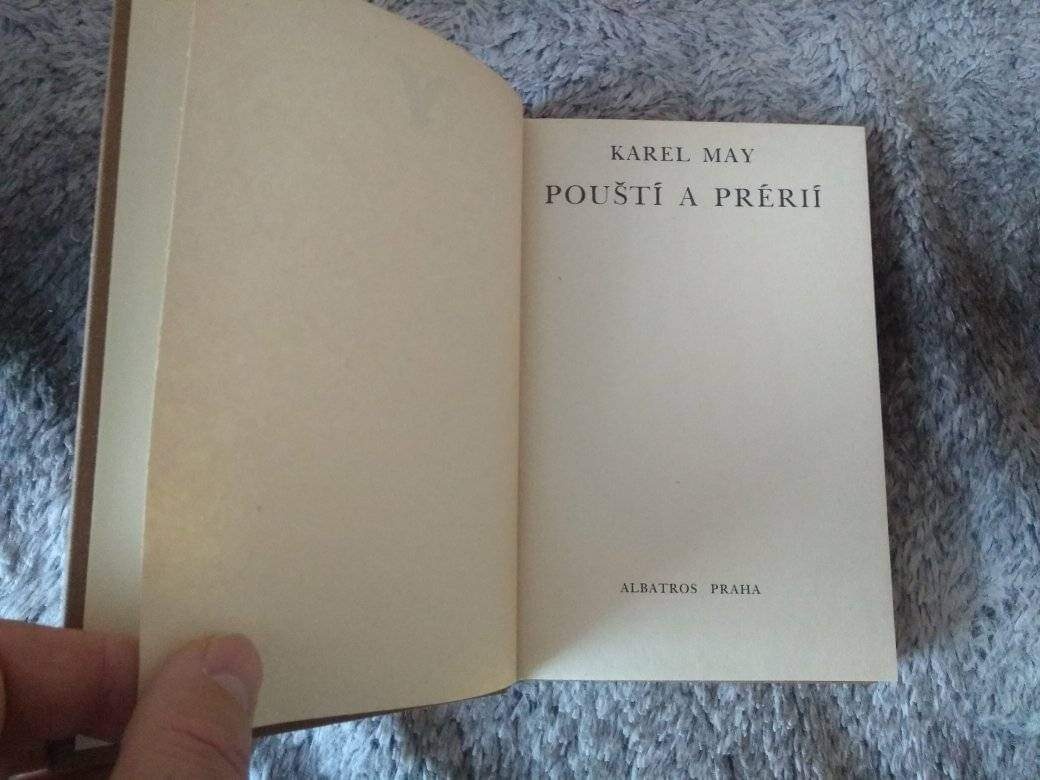 KAREL MAY
POUŠTÍ A PRÉRIÍ
ALBATROS PRAHA